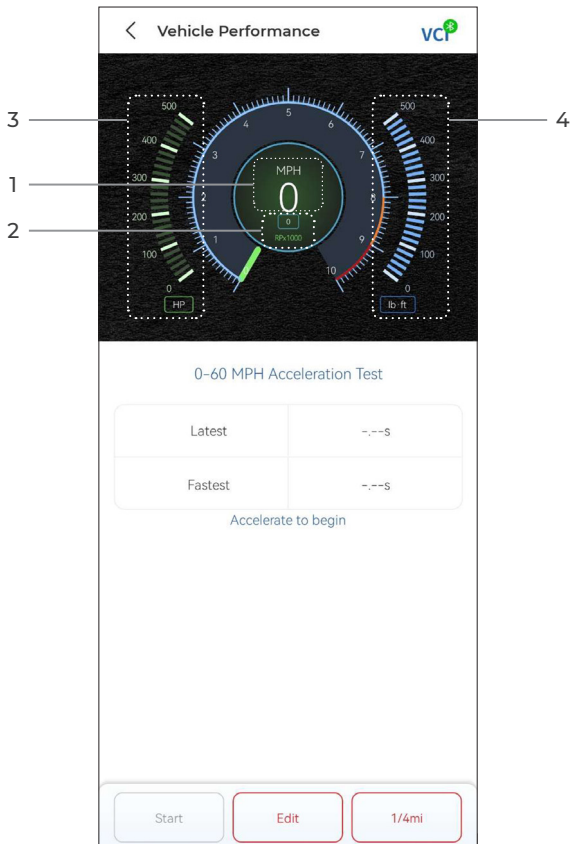 Vehicle Performance
VCI
500
400
300
200
100
0
HP
1
2
3
4
5
6
7
8
9
10
MPH
0
0
RPx1000
500
400
300
200
100
0
lb·ft
3
1
2
4
0-60 MPH Acceleration Test
Latest -.--s
Fastest -.--s
Accelerate to begin
Start Edit 1/4mi